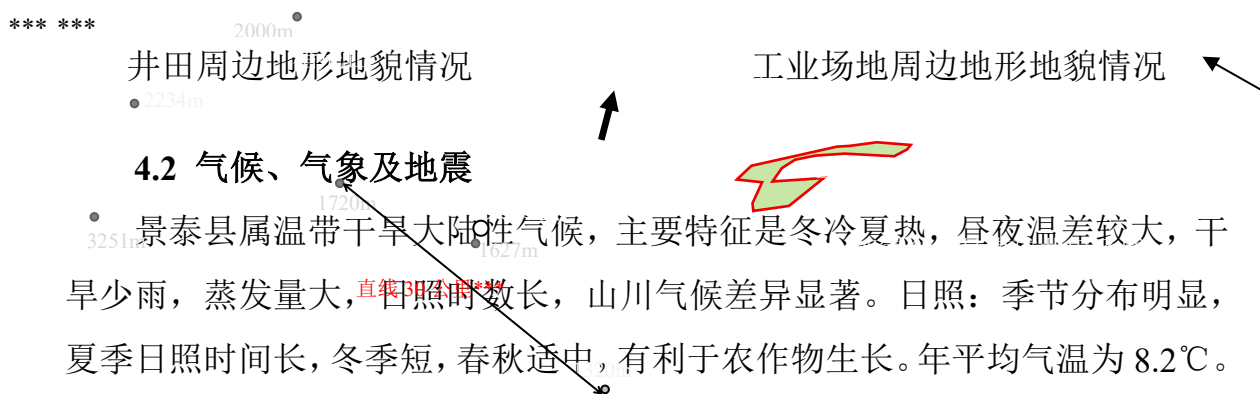 *** ***
2000m
井田周边地形地貌情况 工业场地周边地形地貌情况
2234m
4.2 气候、气象及地震
1720m
景泰县属温带干旱大陆性气候，主要特征是冬冷夏热，昼夜温差较大，干
3251m
1627m
旱少雨，蒸发量大，日照时数长，山川气候差异显著。日照：季节分布明显，
直线30公里***
夏季日照时间长，冬季短，春秋适中，有利于农作物生长。年平均气温为 8.2℃。